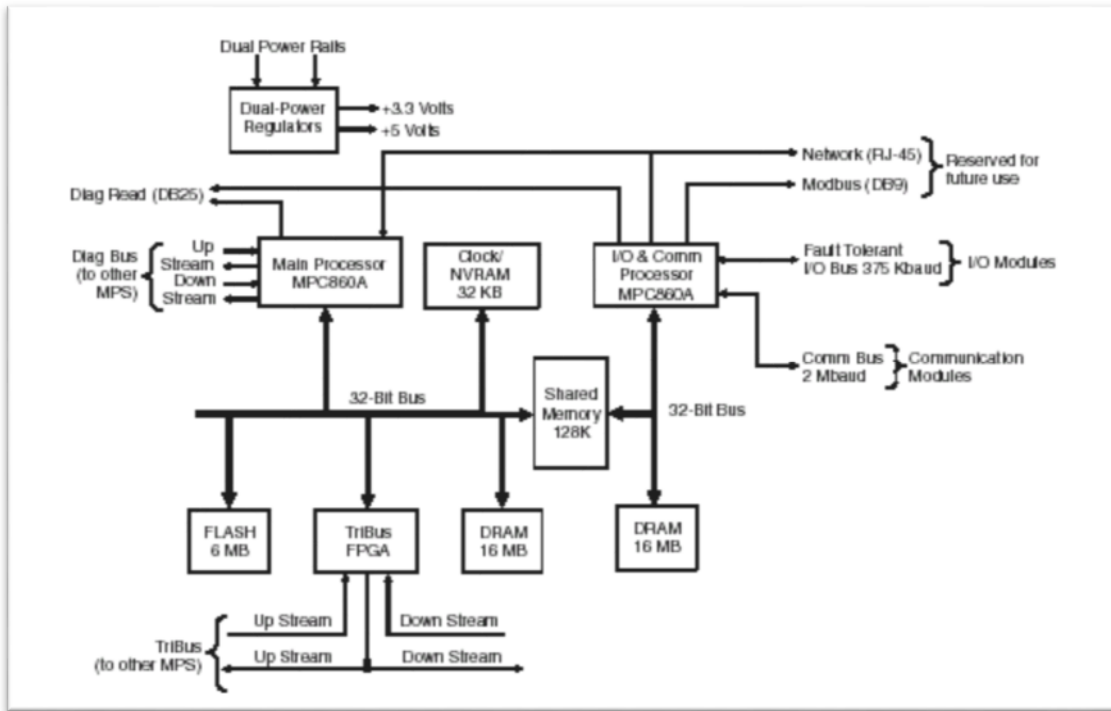 Dual Power Rails
Dual-Power
Regulators
+3.3 Volts
+5 Volts
Network (RJ-45)
Modbus (DB9)
Reserved for
future use
Diag Read (DB25)
Diag Bus
(to other
MPS)
Up
Stream
Down
Stream
Main Processor
MPC860A
Clock/
NVRAM
32 KB
I/O & Comm
Processor
MPC860A
Fault Tolerant
I/O Bus 375 Kbaud
I/O Modules
Comm Bus
2 Mbaud
Communication
Modules
32-Bit Bus
Shared
Memory
128K
32-Bit Bus
FLASH
6 MB
TriBus
FPGA
DRAM
16 MB
DRAM
16 MB
TriBus
(to other MPS)
Up Stream
Down Stream
Up Stream
Down Stream